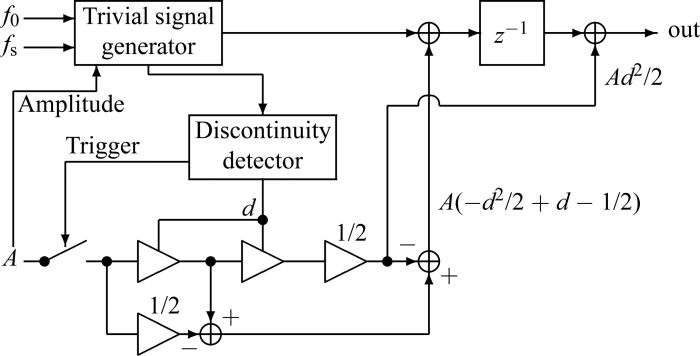 f₀
fₛ
Trivial signal
generator
z⁻¹
out
Amplitude
Ad²/2
Discontinuity
detector
Trigger
A(−d²/2 + d − 1/2)
d
1/2
A
−
+
1/2
+
−